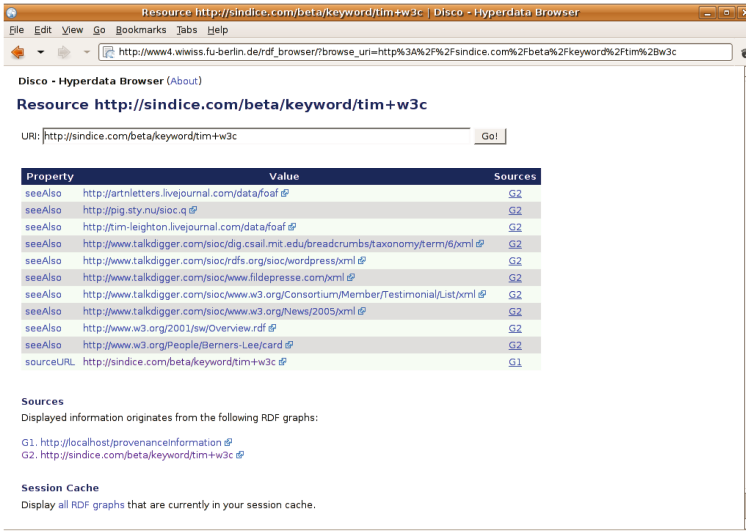 Resource http://sindice.com/beta/keyword/tim+w3c | Disco - Hyperdata Browser
File Edit View Go Bookmarks Tabs Help
http://www4.wiwiss.fu-berlin.de/rdf_browser/?browse_uri=http%3A%2F%2Fsindice.com%2Fbeta%2Fkeyword%2Ftim%2Bw3c
Disco - Hyperdata Browser (About)
Resource http://sindice.com/beta/keyword/tim+w3c
URI: http://sindice.com/beta/keyword/tim+w3c Go!
Property Value Sources
seeAlso http://artnletters.livejournal.com/data/foaf G2
seeAlso http://pig.sty.nu/sioc.q G2
seeAlso http://tim-leighton.livejournal.com/data/foaf G2
seeAlso http://www.talkdigger.com/sioc/dig.csail.mit.edu/breadcrumbs/taxonomy/term/6/xml G2
seeAlso http://www.talkdigger.com/sioc/rdfs.org/sioc/wordpress/xml G2
seeAlso http://www.talkdigger.com/sioc/www.fildepresse.com/xml G2
seeAlso http://www.talkdigger.com/sioc/www.w3.org/Consortium/Member/Testimonial/List/xml G2
seeAlso http://www.talkdigger.com/sioc/www.w3.org/News/2005/xml G2
seeAlso http://www.w3.org/2001/sw/Overview.rdf G2
seeAlso http://www.w3.org/People/Berners-Lee/card G2
sourceURL http://sindice.com/beta/keyword/tim+w3c G1
Sources
Displayed information originates from the following RDF graphs:
G1. http://localhost/provenanceInformation
G2. http://sindice.com/beta/keyword/tim+w3c
Session Cache
Display all RDF graphs that are currently in your session cache.